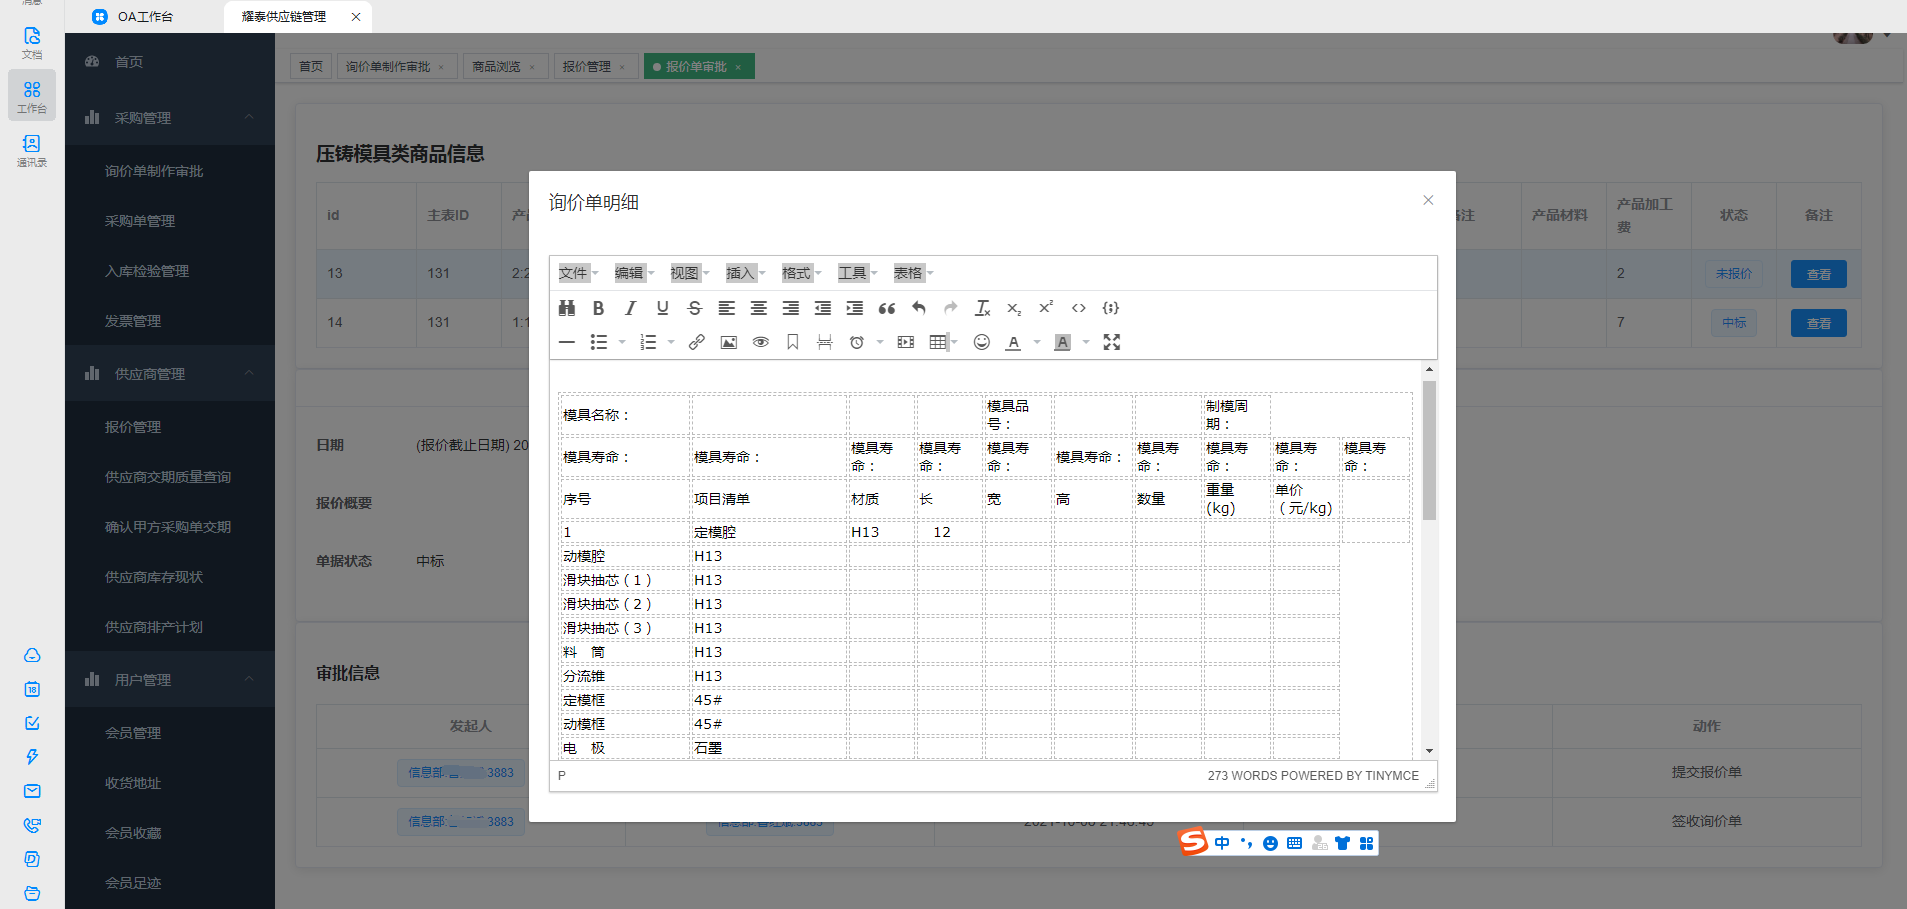 消息
文档
工作台
通讯录
18
OA工作台
耀泰供应链管理
首页
采购管理
询价单制作审批
采购单管理
入库检验管理
发票管理
供应商管理
报价管理
供应商交期质量查询
确认甲方采购单交期
供应商库存现状
供应商排产计划
用户管理
会员管理
收货地址
会员收藏
会员足迹
首页 询价单制作审批 × 商品浏览 × 报价管理 × 报价单审批 ×
压铸模具类商品信息
id 主表ID 备注 产品材料 产品加工费 状态 备注
13 131 2 未报价 查看
14 131 7 中标 查看
日期 (报价截止日期) 20
报价概要
单据状态 中标
审批信息
发起人 动作
信息部 3883 提交报价单
信息部 3883 签收询价单
询价单明细
文件 编辑 视图 插入 格式 工具 表格
模具名称： 模具品号： 制模周期：
模具寿命： 模具寿命： 模具寿命： 模具寿命： 模具寿命： 模具寿命： 模具寿命： 模具寿命： 模具寿命： 模具寿命：
序号 项目清单 材质 长 宽 高 数量 重量(kg) 单价（元/kg)
1 定模腔 H13 12
动模腔 H13
滑块抽芯（1） H13
滑块抽芯（2） H13
滑块抽芯（3） H13
料 筒 H13
分流锥 H13
定模框 45#
动模框 45#
电 极 石墨
P 273 WORDS POWERED BY TINYMCE
中